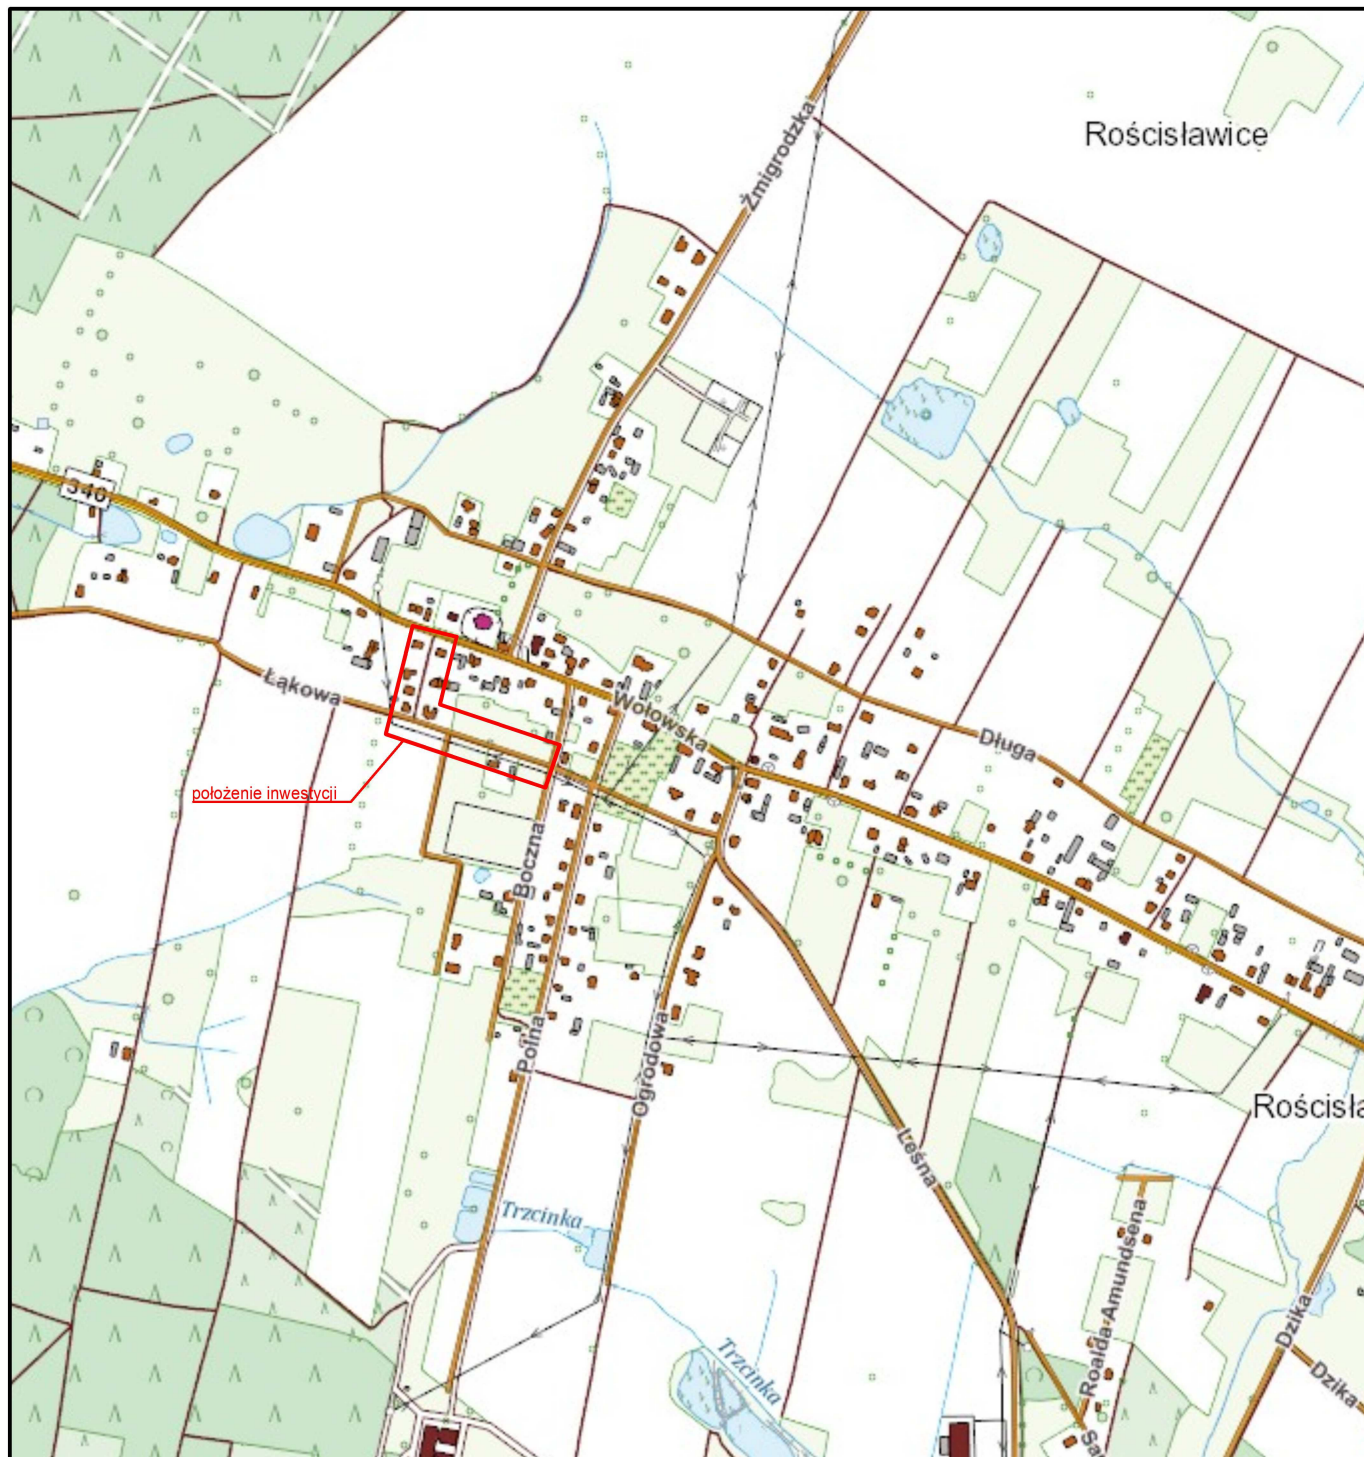 Żmigrodzka
Rościsławice
340
Łąkowa
Wołowska
Długa
położenie inwestycji
Boczna
Polna
Ogrodowa
Leśna
Rościsła
Trzcinka
Roalda Amundsena
Dzika
Trzcinka
Dzika
Sa